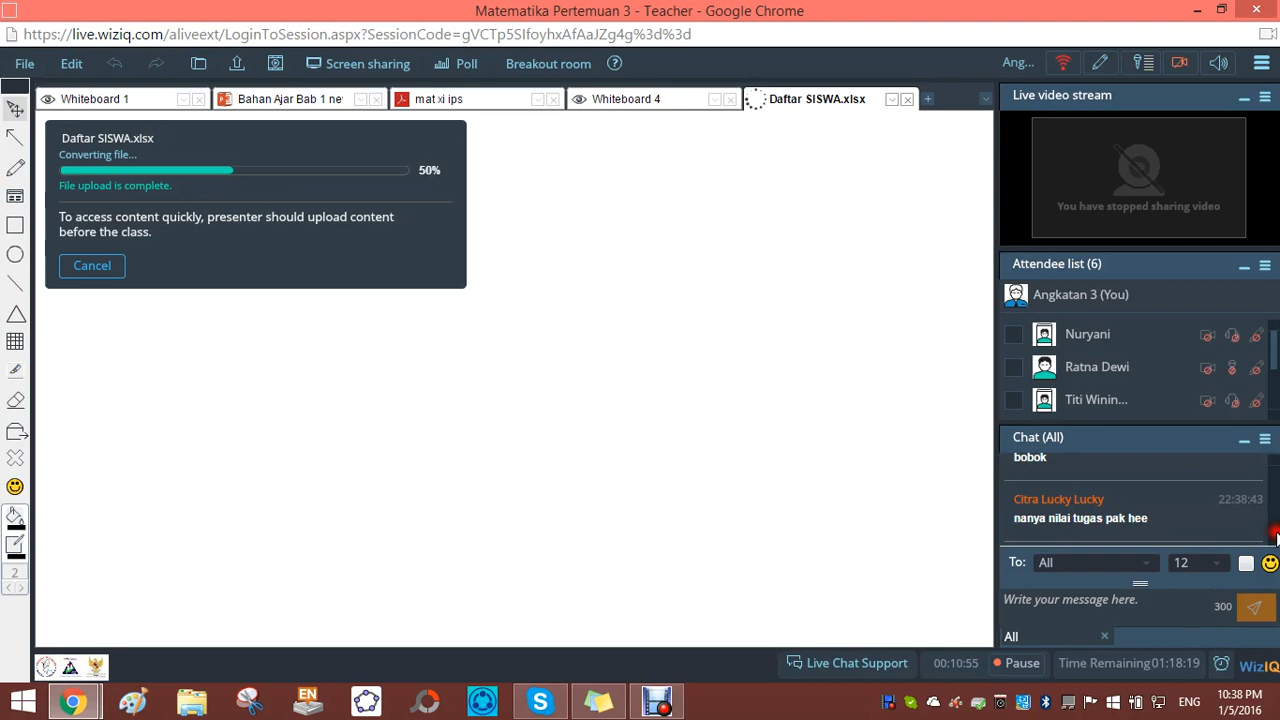 Matematika Pertemuan 3 - Teacher - Google Chrome
https://live.wiziq.com/aliveext/LoginToSession.aspx?SessionCode=gVCTp5SIfoyhxAfAaJZg4g%3d%3d
File Edit Screen sharing Poll Breakout room ? Ang...
Whiteboard 1 Bahan Ajar Bab 1 ne mat xi ips Whiteboard 4 Daftar SISWA.xlsx
Live video stream
Daftar SISWA.xlsx
Converting file...
50%
File upload is complete.
To access content quickly, presenter should upload content
before the class.
Cancel
You have stopped sharing video
Attendee list (6)
Angkatan 3 (You)
Nuryani
Ratna Dewi
Titi Winin...
Chat (All)
bobok
Citra Lucky Lucky 22:38:43
nanya nilai tugas pak hee
To: All 12
Write your message here. 300
All
2
Live Chat Support 00:10:55 Pause Time Remaining 01:18:19 WizIQ
EN
ENG
10:38 PM
1/5/2016